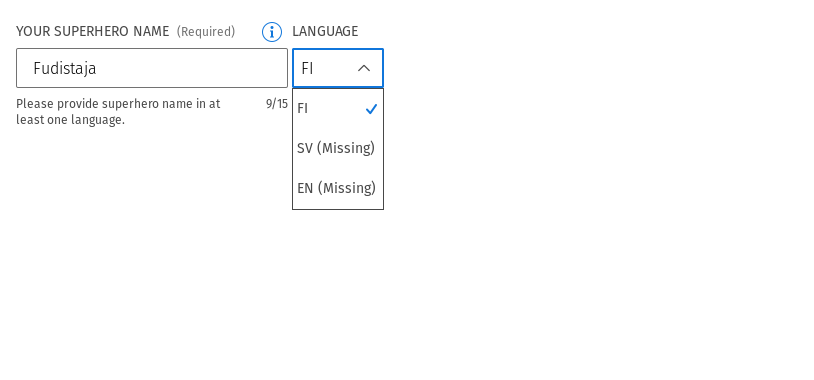 YOUR SUPERHERO NAME (Required) LANGUAGE
Fudistaja FI
Please provide superhero name in at 9/15
least one language.
FI
SV (Missing)
EN (Missing)